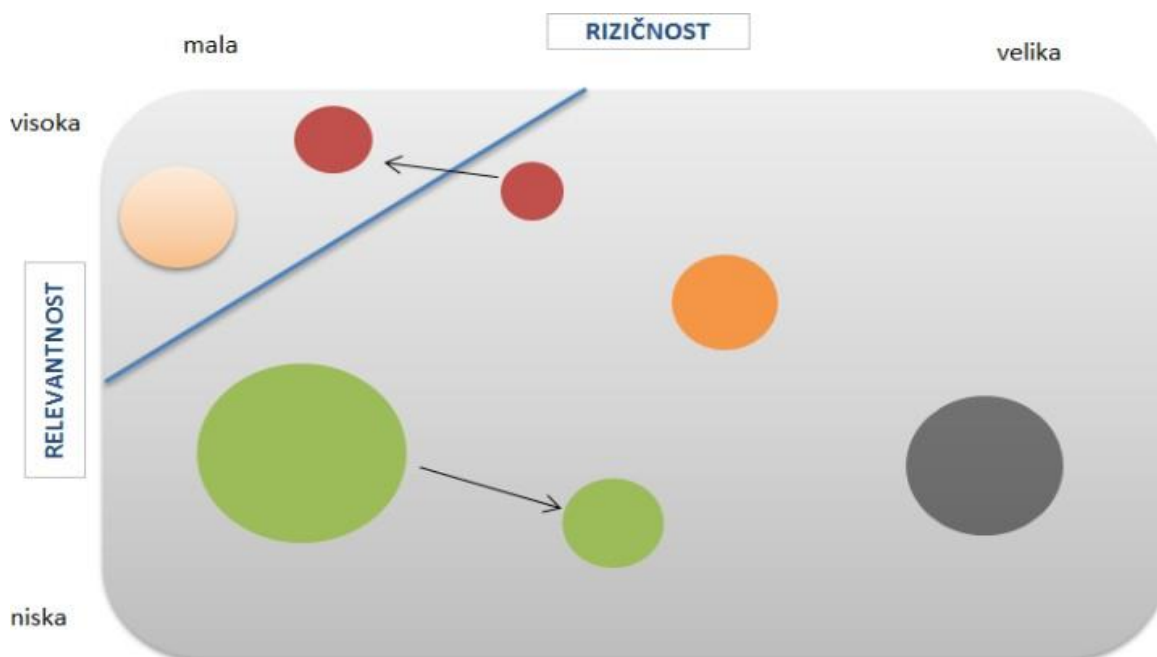 RIZIČNOST
mala
velika
visoka
RELEVANTNOST
niska